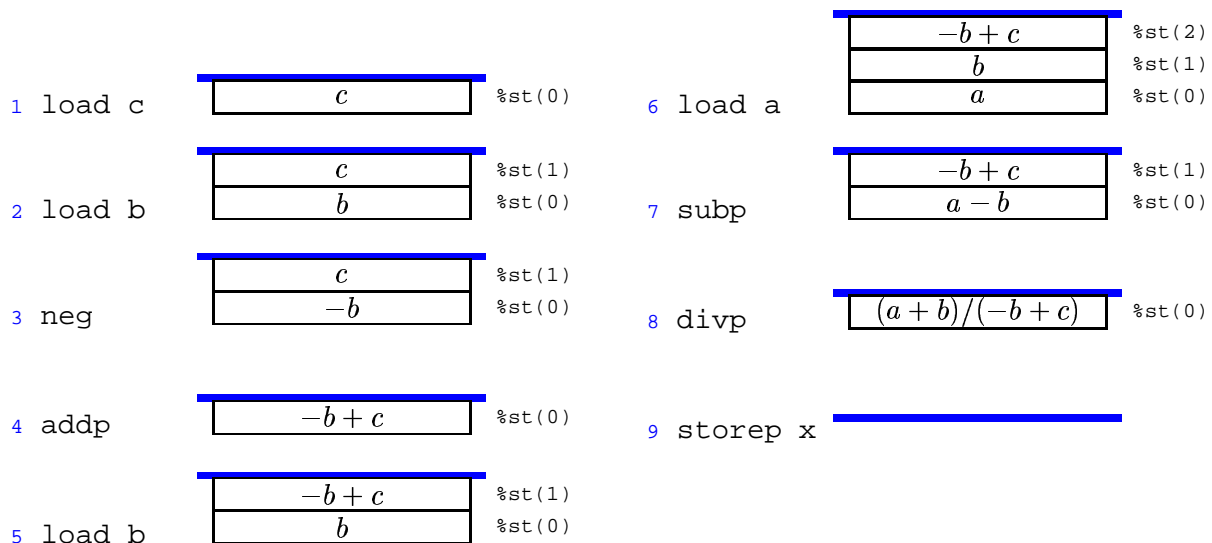 c %st(0)
1 load c
c %st(1)
2 load b b %st(0)
c %st(1)
3 neg −b %st(0)
4 addp −b + c %st(0)
−b + c %st(1)
5 load b b %st(0)
−b + c %st(2)
b %st(1)
6 load a a %st(0)
−b + c %st(1)
7 subp a − b %st(0)
8 divp (a + b)/(−b + c) %st(0)
9 storep x